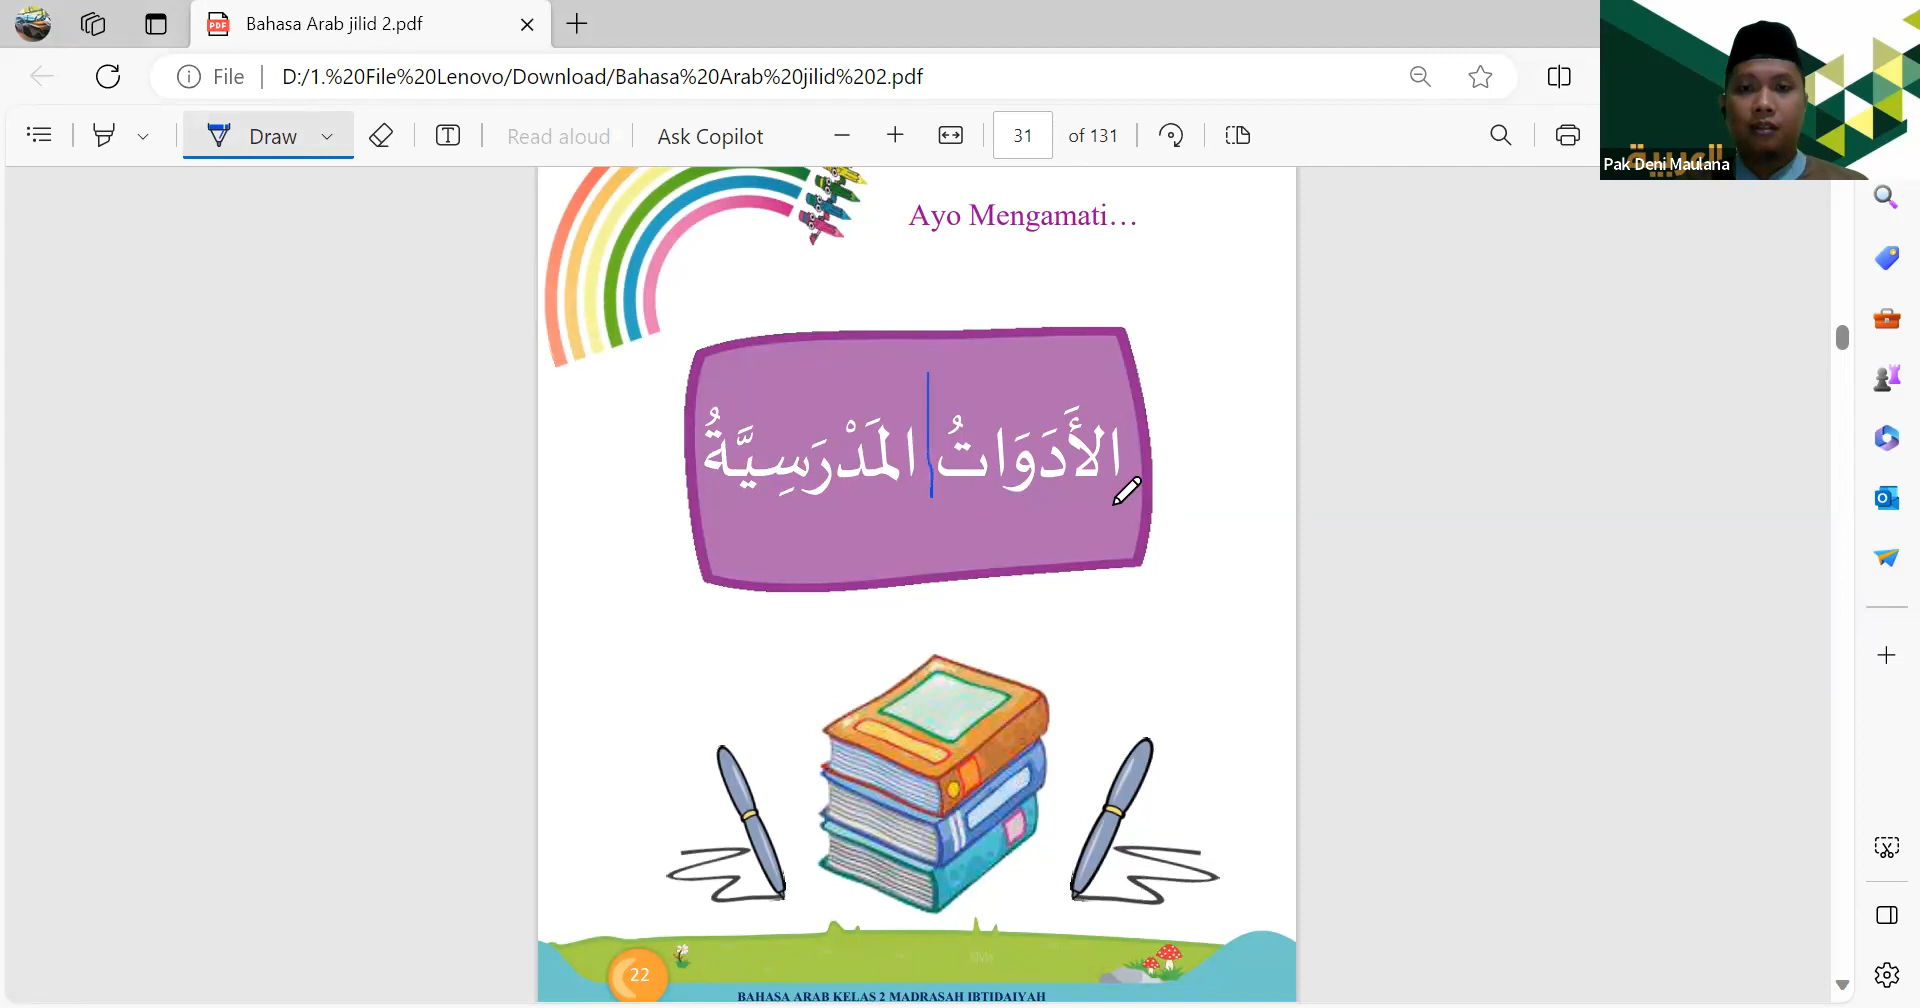 Bahasa Arab jilid 2.pdf
File
D:/1.%20File%20Lenovo/Download/Bahasa%20Arab%20jilid%202.pdf
Draw
Read aloud
Ask Copilot
31 of 131
العربية
Pak Deni Maulana
Ayo Mengamati...
الأَدَوَاتُ المَدْرَسِيَّةُ
22
BAHASA ARAB KELAS 2 MADRASAH IBTIDAIYAH